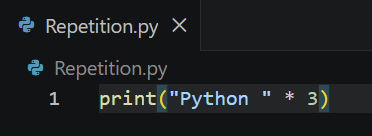 Repetition.py ×
Repetition.py
1 print("Python " * 3)